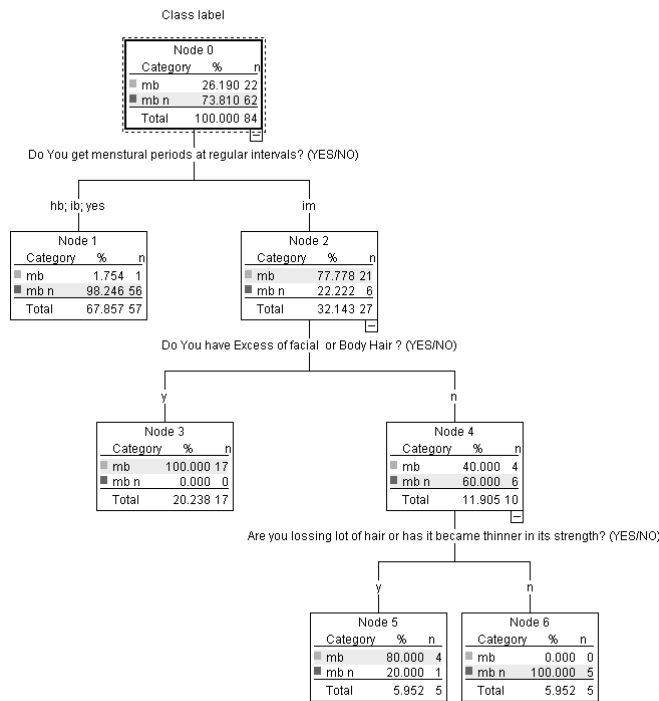 Class label
Node 0
Category % n
mb 26.190 22
mb n 73.810 62
Total 100.000 84
Do You get menstural periods at regular intervals? (YES/NO)
hb; ib; yes
im
Node 1
Category % n
mb 1.754 1
mb n 98.246 56
Total 67.857 57
Node 2
Category % n
mb 77.778 21
mb n 22.222 6
Total 32.143 27
Do You have Excess of facial or Body Hair ? (YES/NO)
y
n
Node 3
Category % n
mb 100.000 17
mb n 0.000 0
Total 20.238 17
Node 4
Category % n
mb 40.000 4
mb n 60.000 6
Total 11.905 10
Are you lossing lot of hair or has it became thinner in its strength? (YES/NO)
y
n
Node 5
Category % n
mb 80.000 4
mb n 20.000 1
Total 5.952 5
Node 6
Category % n
mb 0.000 0
mb n 100.000 5
Total 5.952 5